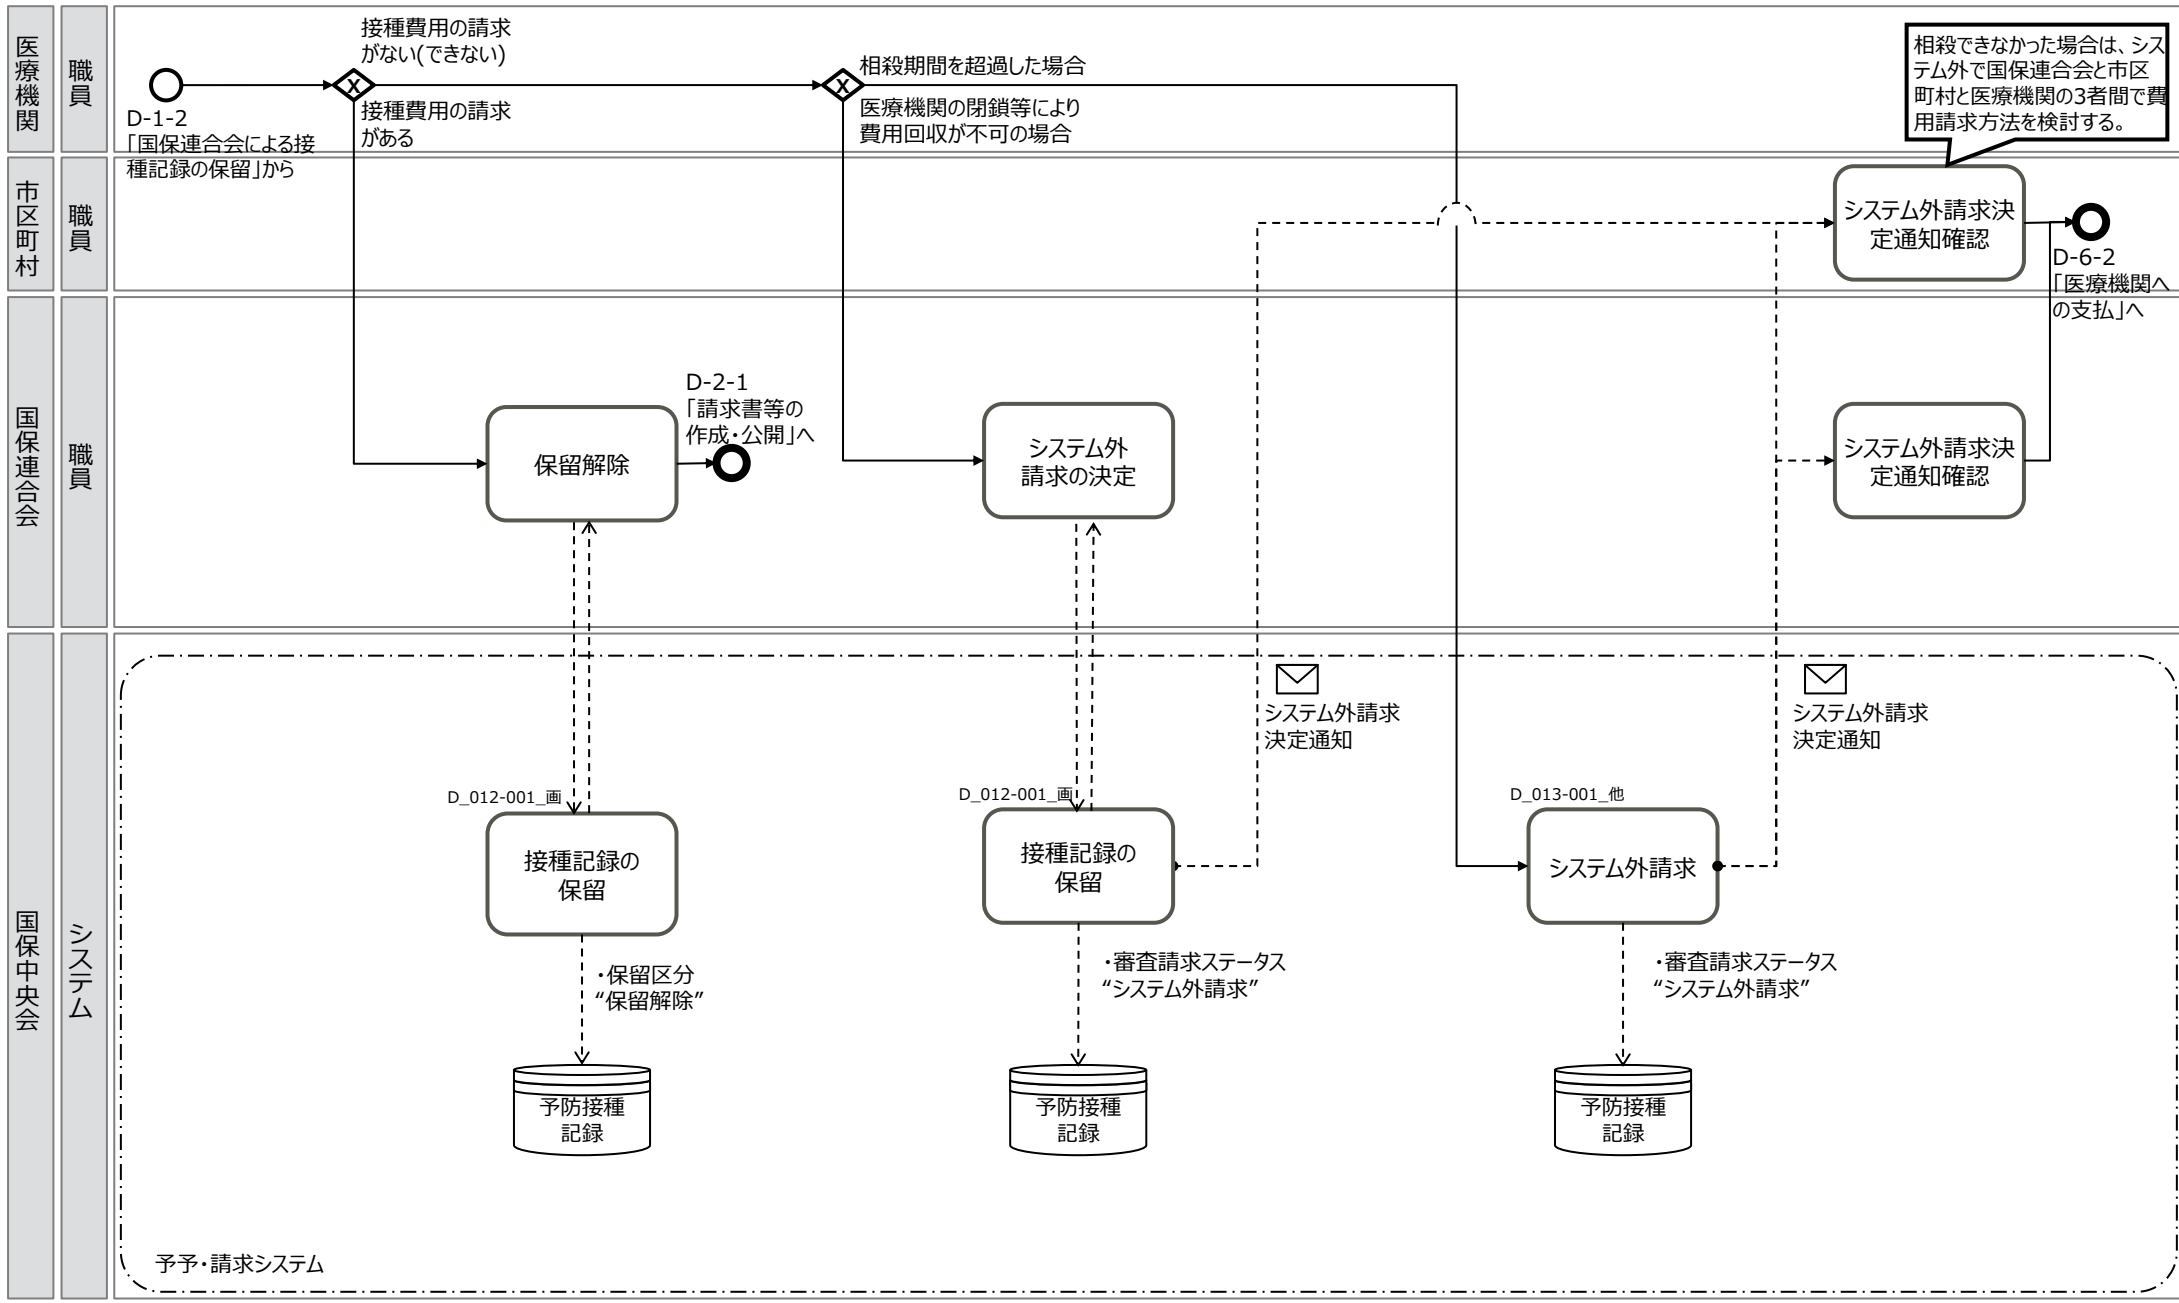 医療機関
職員
D-1-2
「国保連合会による接
種記録の保留」から
接種費用の請求
がない(できない)
X
接種費用の請求
がある
X
相殺期間を超過した場合
医療機関の閉鎖等により
費用回収が不可の場合
相殺できなかった場合は、シス
テム外で国保連合会と市区
町村と医療機関の3者間で費
用請求方法を検討する。
市区町村
職員
システム外請求決
定通知確認
D-6-2
「医療機関へ
の支払」へ
国保連合会
職員
保留解除
D-2-1
「請求書等の
作成・公開」へ
システム外
請求の決定
システム外請求決
定通知確認
国保中央会
システム
システム外請求
決定通知
システム外請求
決定通知
D_012-001_画
接種記録の
保留
D_012-001_画
接種記録の
保留
D_013-001_他
システム外請求
・保留区分
“保留解除”
・審査請求ステータス
“システム外請求”
・審査請求ステータス
“システム外請求”
予防接種
記録
予防接種
記録
予防接種
記録
予予・請求システム